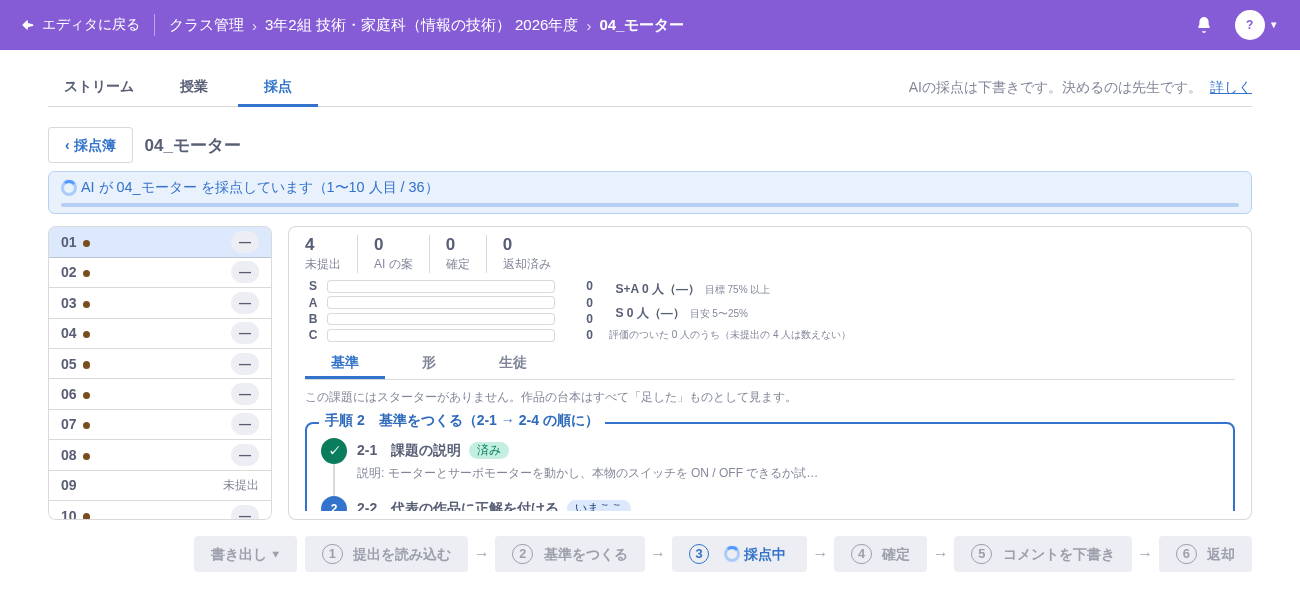 エディタに戻る
クラス管理 › 3年2組 技術・家庭科（情報の技術） 2026年度 › 04_モーター
?
ストリーム 授業 採点
AIの採点は下書きです。決めるのは先生です。 詳しく
‹ 採点簿 04_モーター
AI が 04_モーター を採点しています（1〜10 人目 / 36）
01 —
02 —
03 —
04 —
05 —
06 —
07 —
08 —
09 未提出
10 —
4 0 0 0
未提出 AI の案 確定 返却済み
S 0
A 0
B 0
C 0
S+A 0 人（—） 目標 75% 以上
S 0 人（—） 目安 5〜25%
評価のついた 0 人のうち（未提出の 4 人は数えない）
基準 形 生徒
この課題にはスターターがありません。作品の台本はすべて「足した」ものとして見ます。
手順 2 基準をつくる（2-1 → 2-4 の順に）
2-1 課題の説明 済み
説明: モーターとサーボモーターを動かし、本物のスイッチを ON / OFF できるか試…
2 2-2 代表の作品に正解を付ける いまここ
書き出し ▾ 1 提出を読み込む → 2 基準をつくる → 3 採点中 → 4 確定 → 5 コメントを下書き → 6 返却